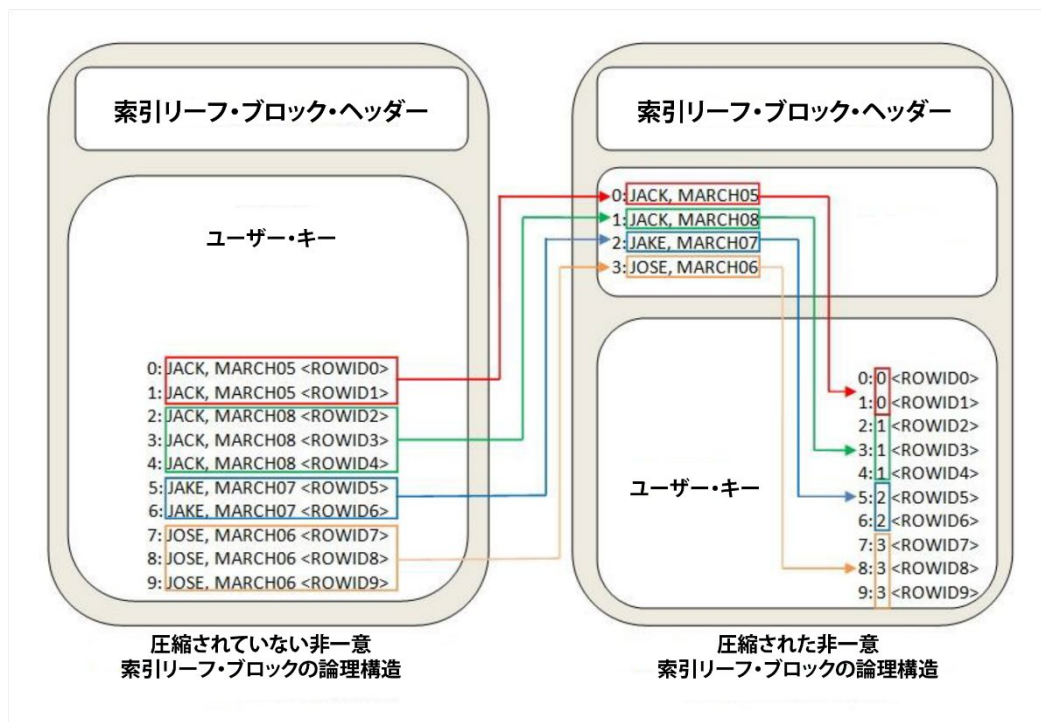 索引リーフ・ブロック・ヘッダー
ユーザー・キー
0: JACK, MARCH05 <ROWID0>
1: JACK, MARCH05 <ROWID1>
2: JACK, MARCH08 <ROWID2>
3: JACK, MARCH08 <ROWID3>
4: JACK, MARCH08 <ROWID4>
5: JAKE, MARCH07 <ROWID5>
6: JAKE, MARCH07 <ROWID6>
7: JOSE, MARCH06 <ROWID7>
8: JOSE, MARCH06 <ROWID8>
9: JOSE, MARCH06 <ROWID9>
圧縮されていない非一意
索引リーフ・ブロックの論理構造
索引リーフ・ブロック・ヘッダー
0: JACK, MARCH05
1: JACK, MARCH08
2: JAKE, MARCH07
3: JOSE, MARCH06
ユーザー・キー
0: 0 <ROWID0>
1: 0 <ROWID1>
2: 1 <ROWID2>
3: 1 <ROWID3>
4: 1 <ROWID4>
5: 2 <ROWID5>
6: 2 <ROWID6>
7: 3 <ROWID7>
8: 3 <ROWID8>
9: 3 <ROWID9>
圧縮された非一意
索引リーフ・ブロックの論理構造